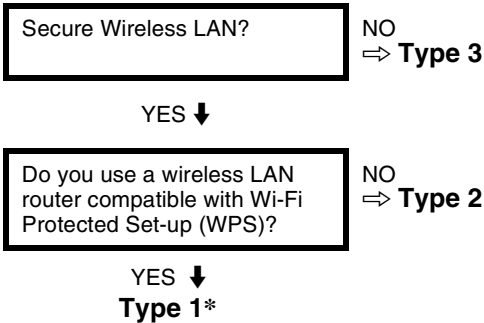 Secure Wireless LAN?
NO
⇨ Type 3
YES ⬇
Do you use a wireless LAN
router compatible with Wi-Fi
Protected Set-up (WPS)?
NO
⇨ Type 2
YES ⬇
Type 1*